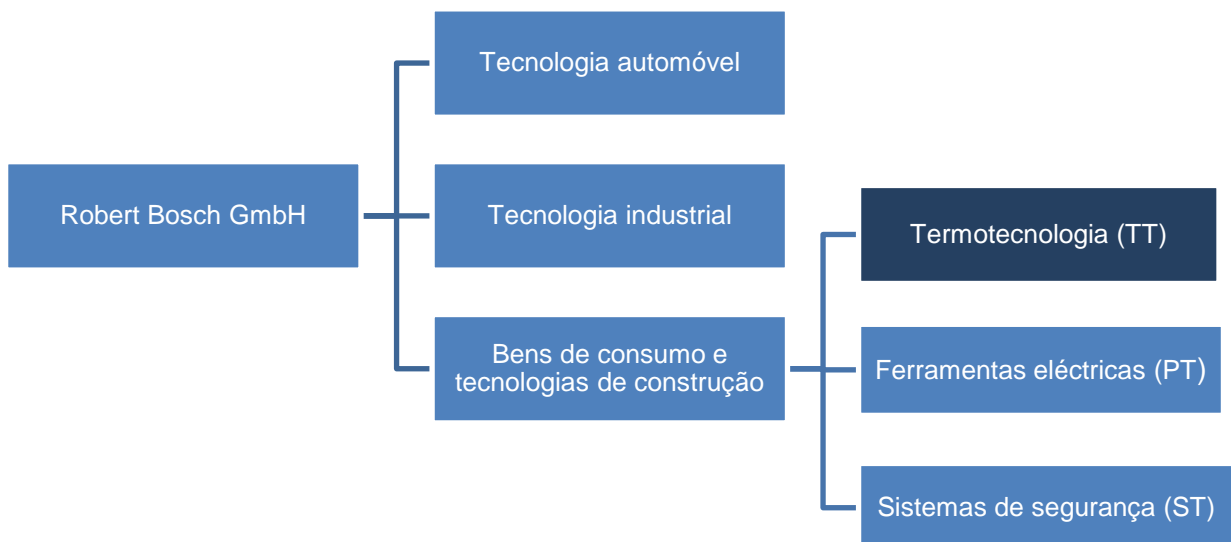 Tecnologia automóvel
Robert Bosch GmbH
Tecnologia industrial
Termotecnologia (TT)
Bens de consumo e
tecnologias de construção
Ferramentas eléctricas (PT)
Sistemas de segurança (ST)